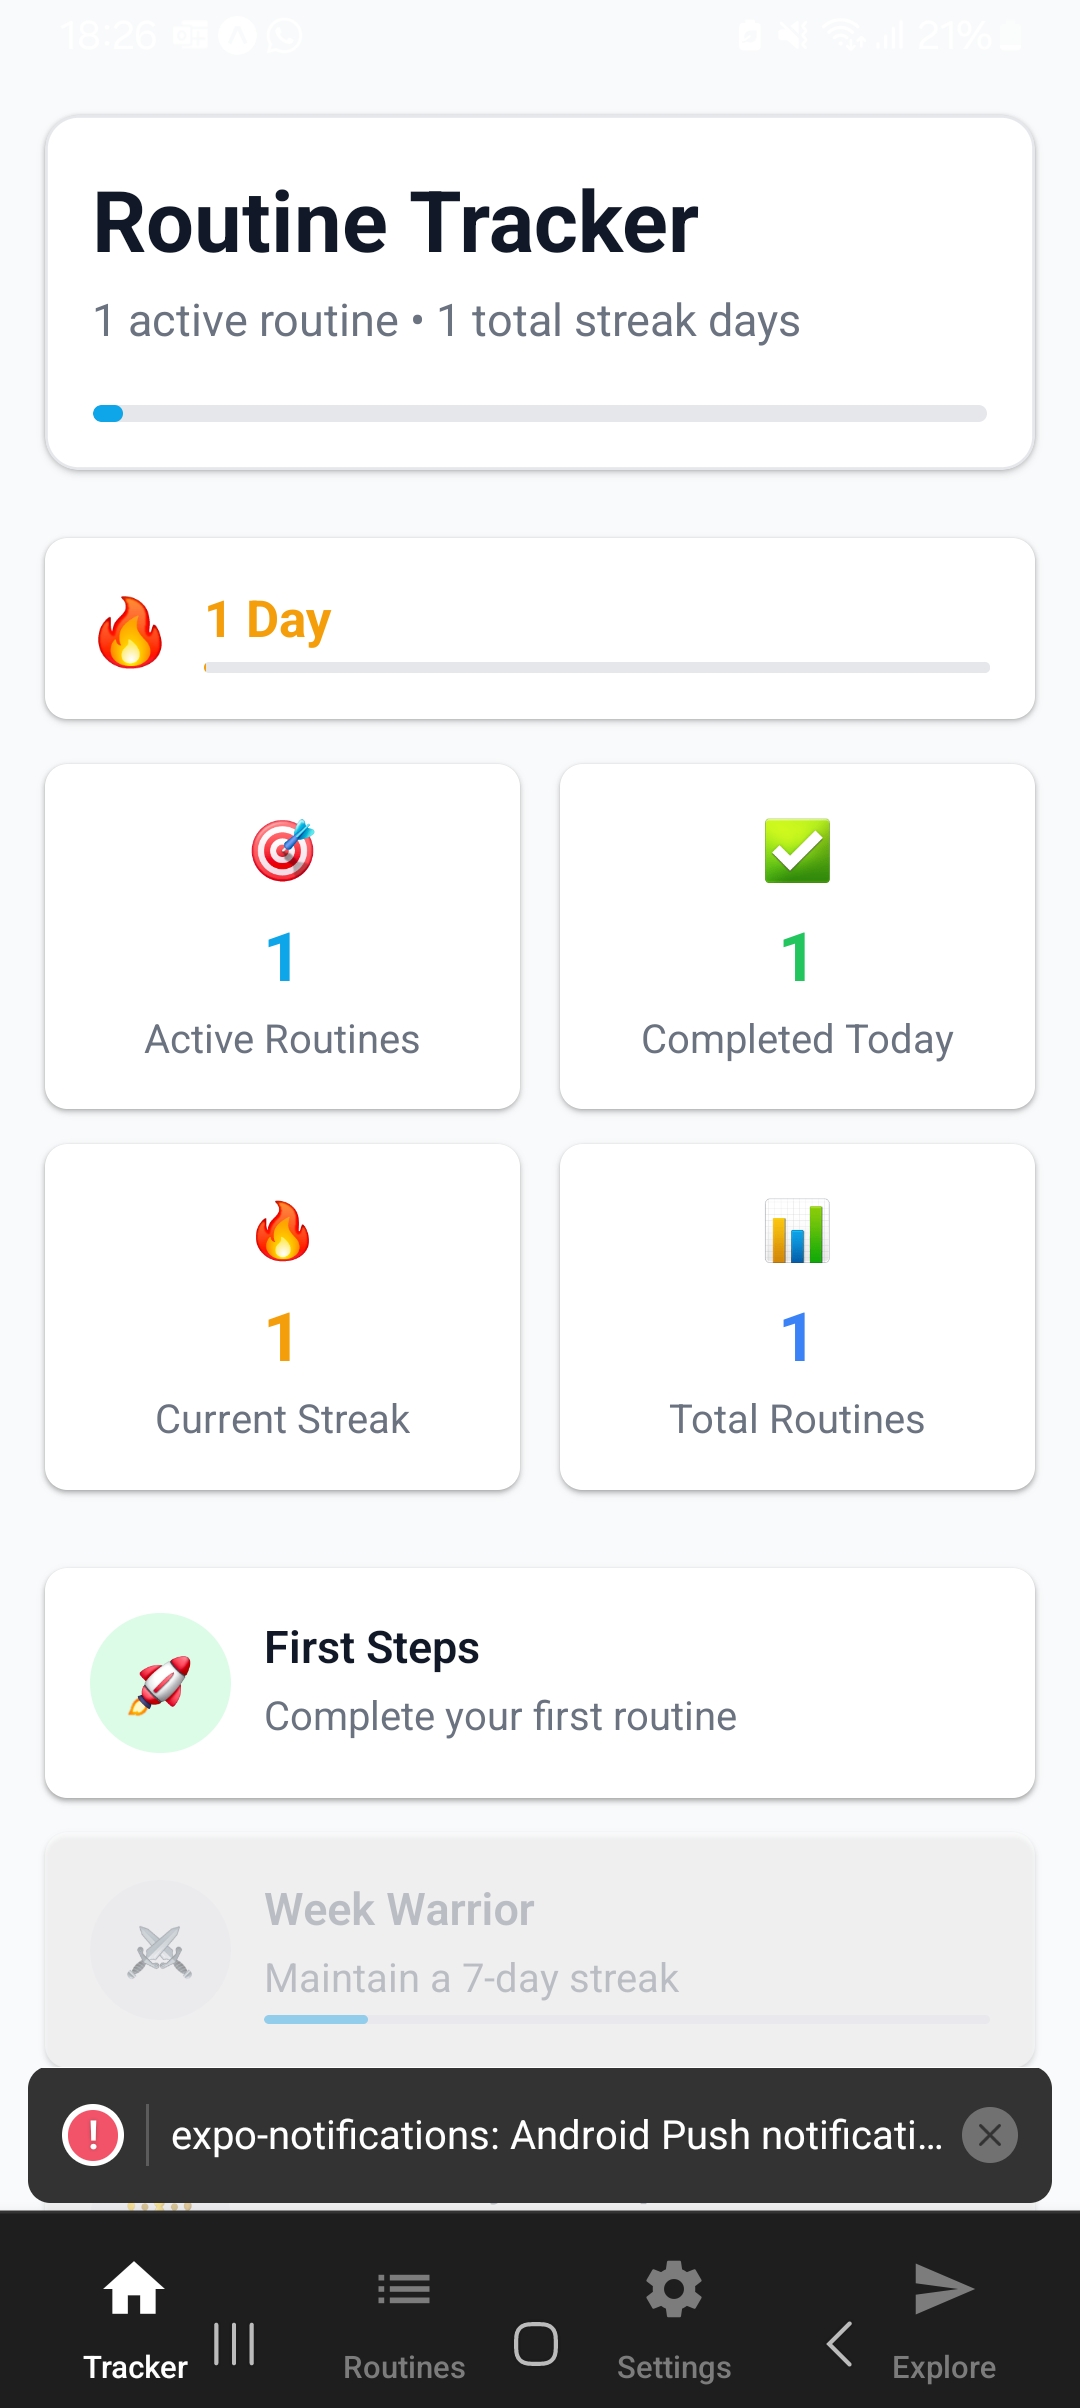 18:26
21%
Routine Tracker
1 active routine • 1 total streak days
1 Day
1
Active Routines
1
Completed Today
1
Current Streak
1
Total Routines
First Steps
Complete your first routine
Week Warrior
Maintain a 7-day streak
expo-notifications: Android Push notificati...
Tracker
Routines
Settings
Explore